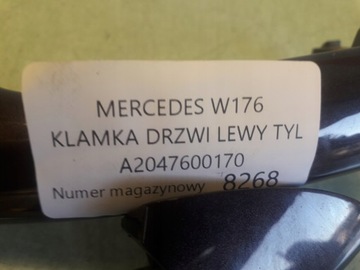 MERCEDES W176
KLAMKA DRZWI LEWY TYL
A2047600170
Numer magazynowy 8268